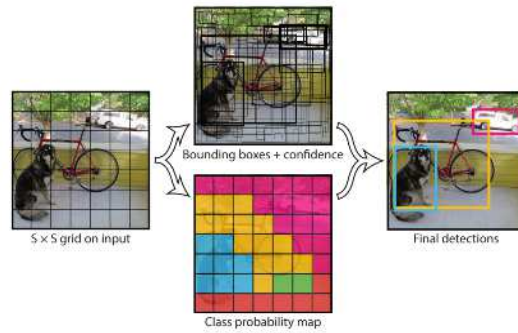 Bounding boxes + confidence
S × S grid on input
Final detections
Class probability map